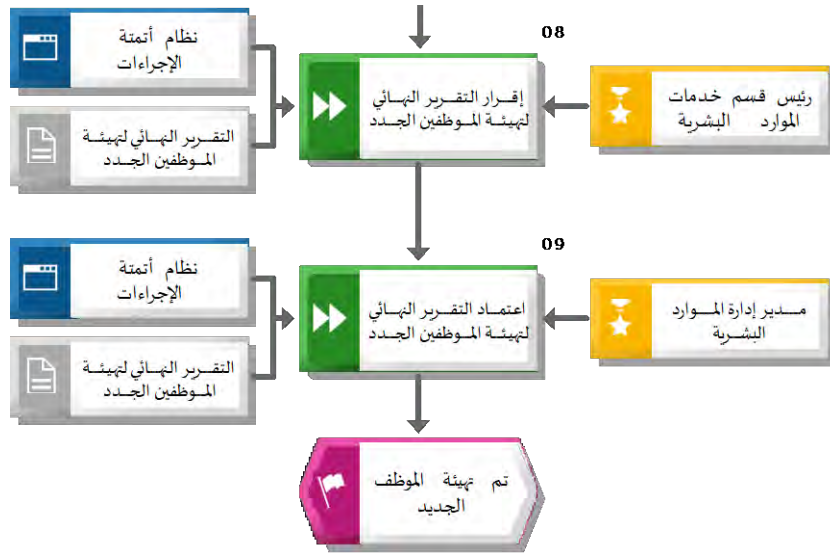 08
رئيس قسم خدمات
الموارد البشرية
إقرار التقرير النهائي
لتهيئة الموظفين الجدد
نظام أتمتة
الإجراءات
التقرير النهائي لتهيئة
الموظفين الجدد
09
مدير إدارة الموارد
البشرية
اعتماد التقرير النهائي
لتهيئة الموظفين الجدد
نظام أتمتة
الإجراءات
التقرير النهائي لتهيئة
الموظفين الجدد
تم تهيئة الموظف
الجديد